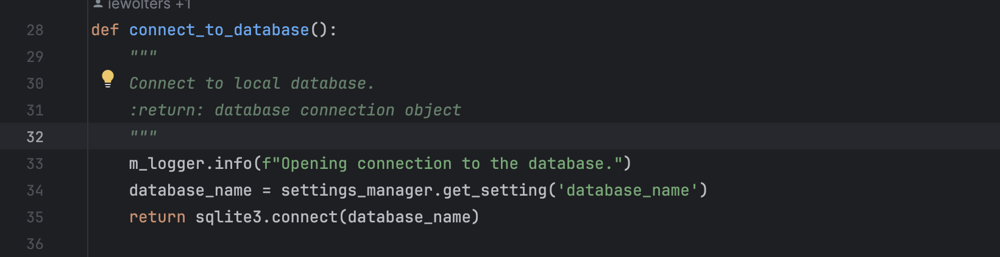 iewolters +1
28 def connect_to_database():
29 """
30 Connect to local database.
31 :return: database connection object
32 """
33 m_logger.info(f"Opening connection to the database.")
34 database_name = settings_manager.get_setting('database_name')
35 return sqlite3.connect(database_name)
36